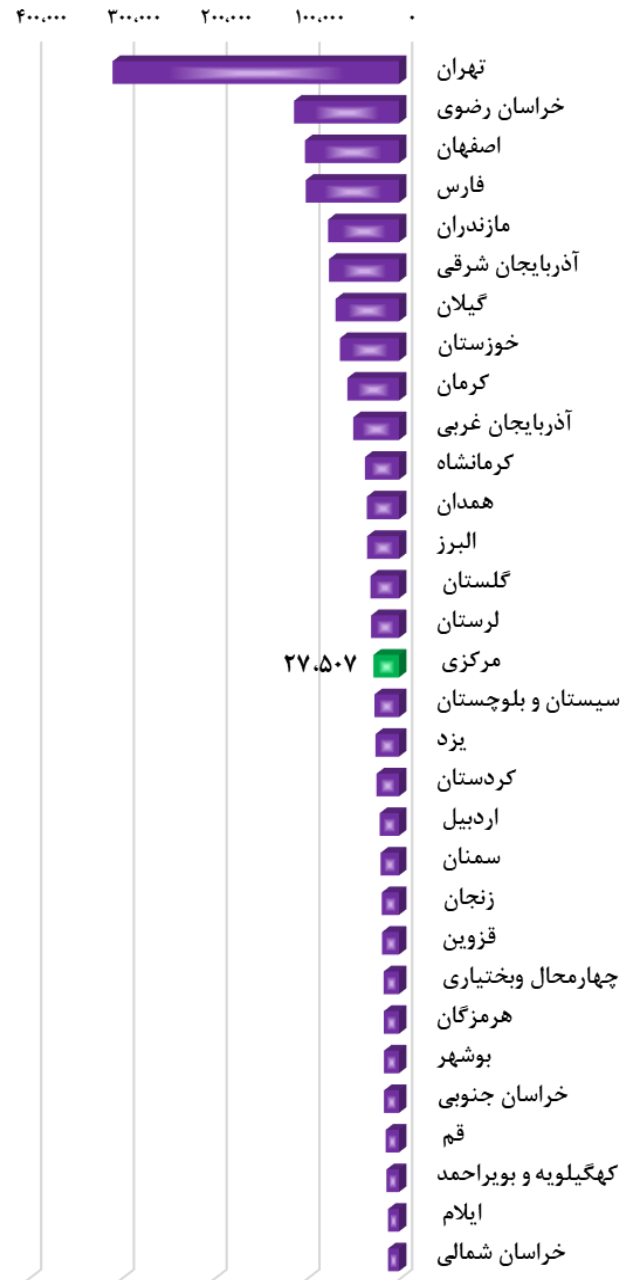 ۴۰۰،۰۰۰ ۳۰۰،۰۰۰ ۲۰۰،۰۰۰ ۱۰۰،۰۰۰ ۰
تهران
خراسان رضوی
اصفهان
فارس
مازندران
آذربایجان شرقی
گیلان
خوزستان
کرمان
آذربایجان غربی
کرمانشاه
همدان
البرز
گلستان
لرستان
مرکزی
۲۷،۵۰۷
سیستان و بلوچستان
یزد
کردستان
اردبیل
سمنان
زنجان
قزوین
چهارمحال وبختیاری
هرمزگان
بوشهر
خراسان جنوبی
قم
کهگیلویه و بویراحمد
ایلام
خراسان شمالی